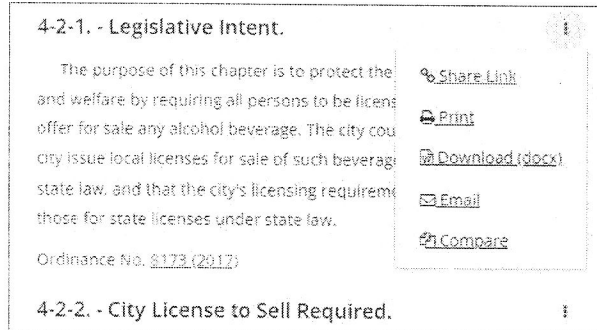 4-2-1. - Legislative Intent.
The purpose of this chapter is to protect the
and welfare by requiring all persons to be licens
offer for sale any alcohol beverage. The city cou
city issue local licenses for sale of such beverag
state law, and that the city's licensing requireme
those for state licenses under state law.
Ordinance No. 8173 (2017)
Share Link
Print
Download (docx)
Email
Compare
4-2-2. - City License to Sell Required.